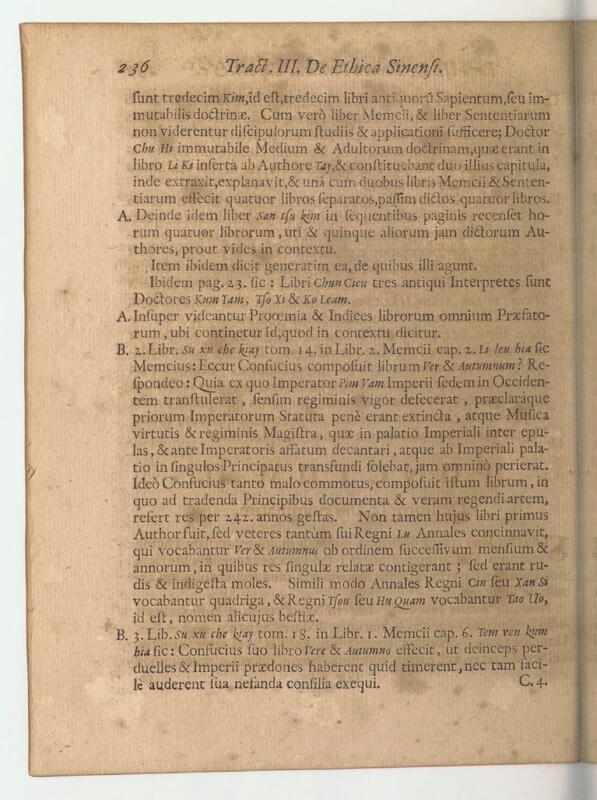 236 Tract. III. De Ethica Sinensi.
sunt tredecim Kim, id est, tredecim libri antiquorū Sapientum, seu im-
mutabilis doctrinæ. Cum verò liber Memcii, & liber Sententiarum
non viderentur discipulorum studiis & applicationi sufficere; Doctor
Chu Hi immutabile Medium & Adultorum doctrinam, quæ erant in
libro Li Ki inserta ab Authore Tay, & constituebant duo illius capitula,
inde extraxit, explanavit, & unà cum duobus libris Memcii & Senten-
tiarum effecit quatuor libros separatos, passim dictos quatuor libros.
A. Deinde idem liber San tsu kim in sequentibus paginis recenset ho-
rum quatuor librorum, uti & quinque aliorum jam dictorum Au-
thores, prout vides in contextu.
Item ibidem dicit generatim ea, de quibus illi agunt.
Ibidem pag. 23. sic: Libri Chun Cieu tres antiqui Interpretes sunt
Doctores Kum Yam, Tso Xi & Ko Leam.
A. Insuper videantur Proœmia & Indices librorum omnium Præfato-
rum, ubi continetur id, quod in contextu dicitur.
B. 2. Libr. Su xu che kiay tom. 14. in Libr. 2. Memcii cap. 2. Li leu hia sic
Memcius: Eccur Confucius composuit librum Ver & Autumnum? Re-
spondeo: Quia ex quo Imperator Pim Vam Imperii sedem in Occiden-
tem transtulerat, sensim regiminis vigor defecerat, præclaráque
priorum Imperatorum Statuta penè erant extincta, atque Musica
virtutis & regiminis Magistra, quæ in palatio Imperiali inter epu-
las, & ante Imperatoris affatum decantari, atque ab Imperiali pala-
tio in singulos Principatus transfundi solebat, jam omninò perierat.
Ideò Confucius tanto malo commotus, composuit istum librum, in
quo ad tradenda Principibus documenta & veram regendi artem,
refert res per 242. annos gestas. Non tamen hujus libri primus
Author fuit, sed veteres tantùm sui Regni Lu Annales concinnavit,
qui vocabantur Ver & Autumnus ob ordinem successivum mensium &
annorum, in quibus res singulæ relatæ contigerant; sed erant ru-
dis & indigesta moles. Simili modo Annales Regni Cin seu Xan Si
vocabantur quadriga, & Regni Tsou seu Hu Quam vocabantur Tao Uo,
id est, nomen alicujus bestiæ.
B. 3. Lib. Su xu che kiay tom. 18. in Libr. 1. Memcii cap. 6. Tem ven kum
hia sic: Confucius suo libro Vere & Autumno effecit, ut deinceps per-
duelles & Imperii prædones haberent quid timerent, nec tam faci-
lè auderent sua nefanda consilia exequi. C. 4.